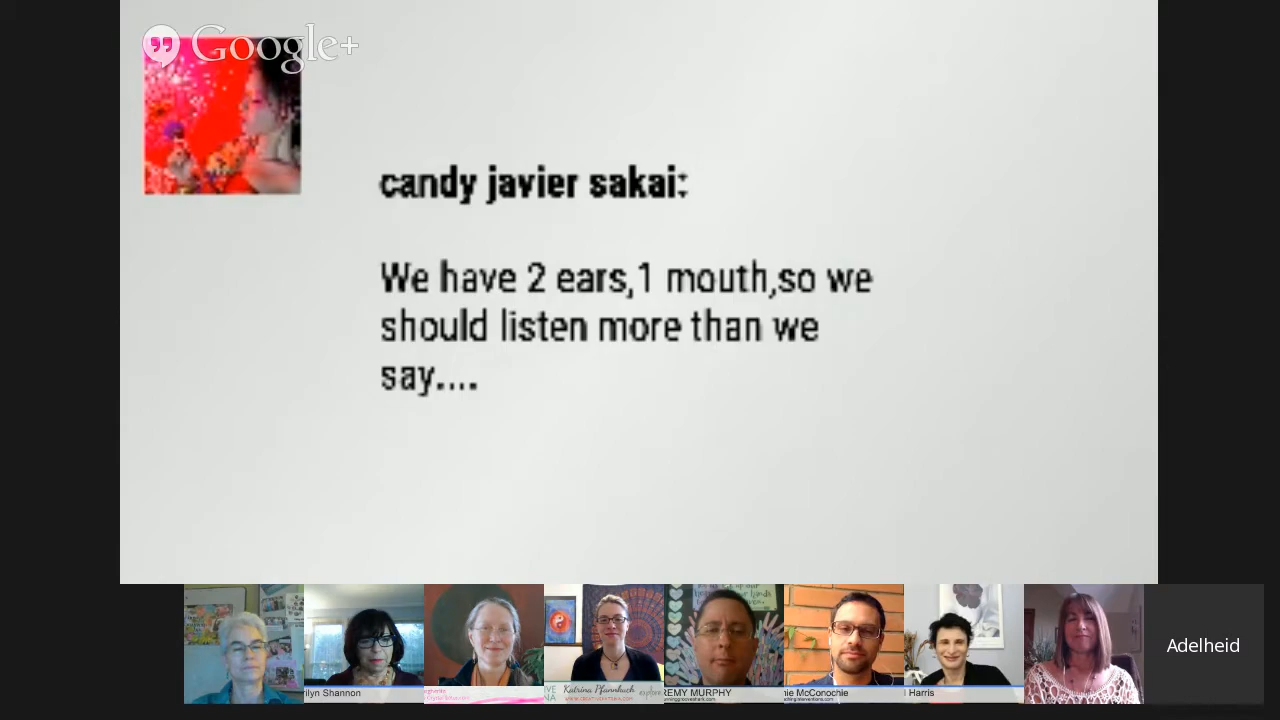 Google+
candy javier sakai:
We have 2 ears,1 mouth,so we
should listen more than we
say....
Adelheid
rilyn Shannon
Katrina Pfannkuch
REMY MURPHY
nie McConochie
l Harris